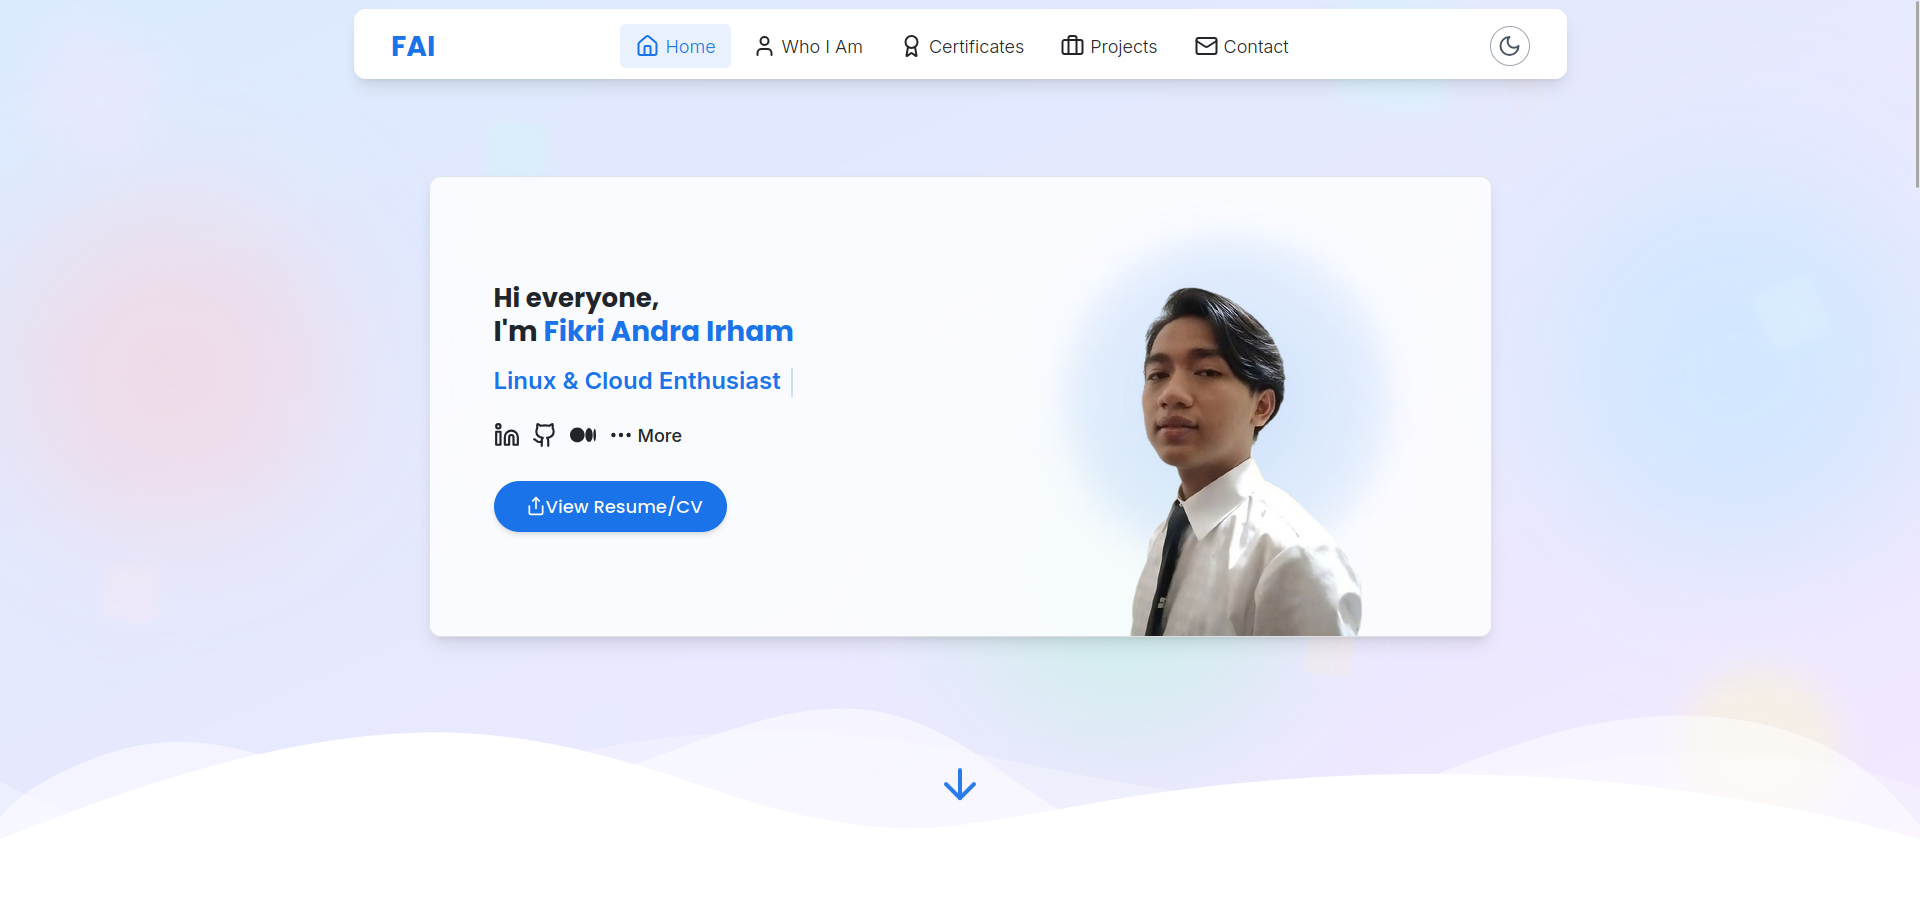 FAI
Home
Who I Am
Certificates
Projects
Contact
Hi everyone,
I'm Fikri Andra Irham
Linux & Cloud Enthusiast
More
View Resume/CV